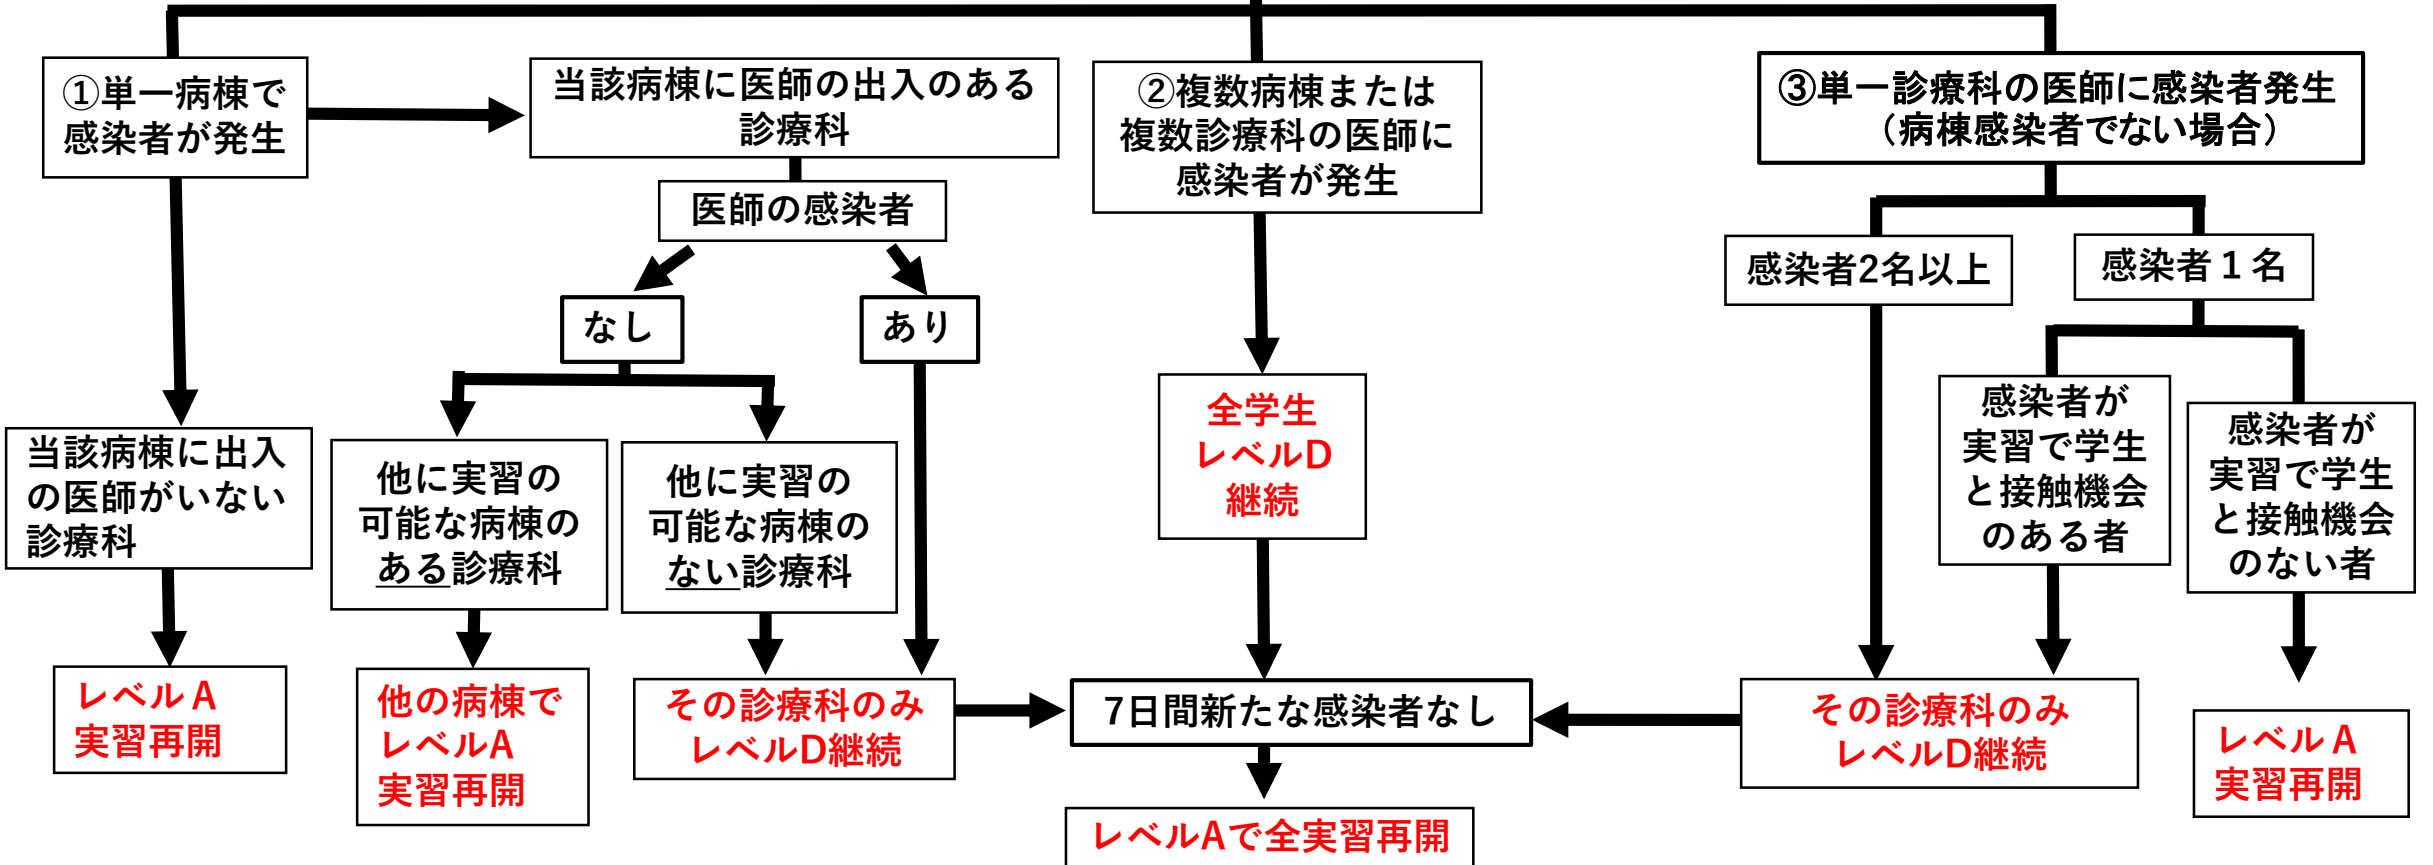 ①単一病棟で
感染者が発生
当該病棟に医師の出入のある
診療科
②複数病棟または
複数診療科の医師に
感染者が発生
③単一診療科の医師に感染者発生
（病棟感染者でない場合）
医師の感染者
感染者2名以上
感染者１名
なし
あり
全学生
レベルD
継続
感染者が
実習で学生
と接触機会
のある者
感染者が
実習で学生
と接触機会
のない者
当該病棟に出入
の医師がいない
診療科
他に実習の
可能な病棟の
ある診療科
他に実習の
可能な病棟の
ない診療科
レベルＡ
実習再開
他の病棟で
レベルA
実習再開
その診療科のみ
レベルD継続
7日間新たな感染者なし
その診療科のみ
レベルD継続
レベルＡ
実習再開
レベルAで全実習再開